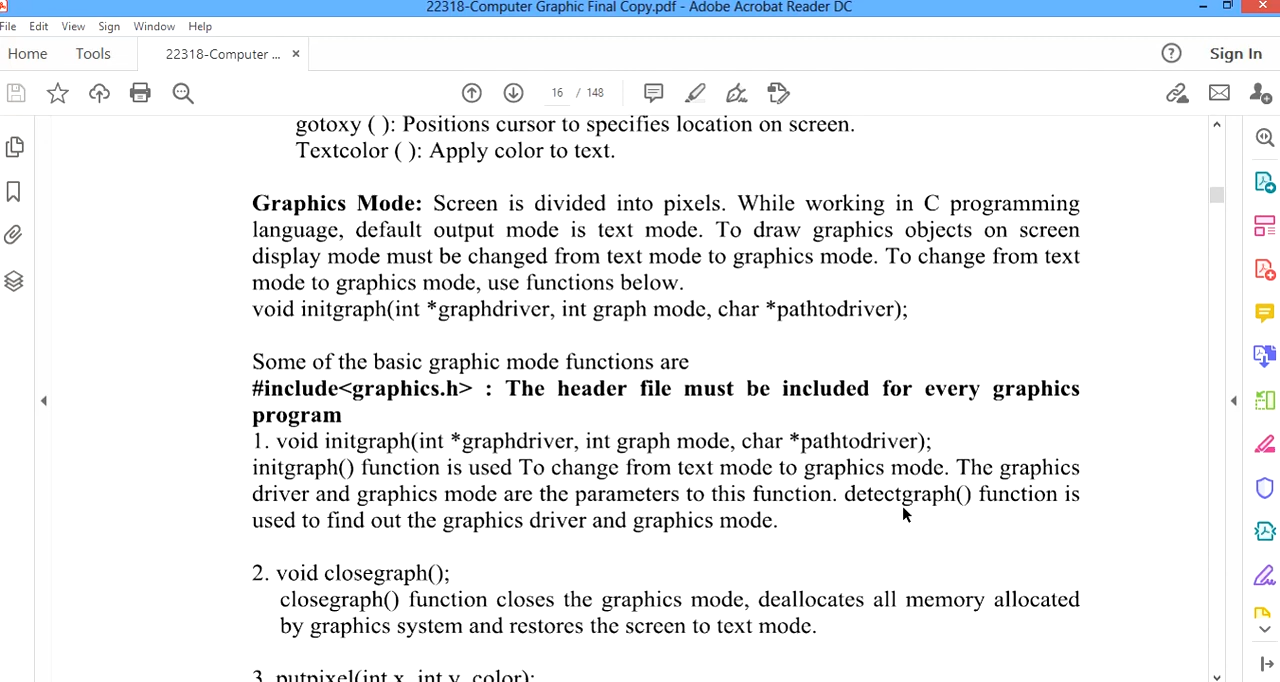 22318-Computer Graphic Final Copy.pdf - Adobe Acrobat Reader DC
File Edit View Sign Window Help
Home Tools 22318-Computer ... × Sign In
16 / 148
gotoxy ( ): Positions cursor to specifies location on screen.
Textcolor ( ): Apply color to text.
Graphics Mode: Screen is divided into pixels. While working in C programming
language, default output mode is text mode. To draw graphics objects on screen
display mode must be changed from text mode to graphics mode. To change from text
mode to graphics mode, use functions below.
void initgraph(int *graphdriver, int graph mode, char *pathtodriver);
Some of the basic graphic mode functions are
#include<graphics.h> : The header file must be included for every graphics
program
1. void initgraph(int *graphdriver, int graph mode, char *pathtodriver);
initgraph() function is used To change from text mode to graphics mode. The graphics
driver and graphics mode are the parameters to this function. detectgraph() function is
used to find out the graphics driver and graphics mode.
2. void closegraph();
closegraph() function closes the graphics mode, deallocates all memory allocated
by graphics system and restores the screen to text mode.
3. putpixel(int x, int y, color);